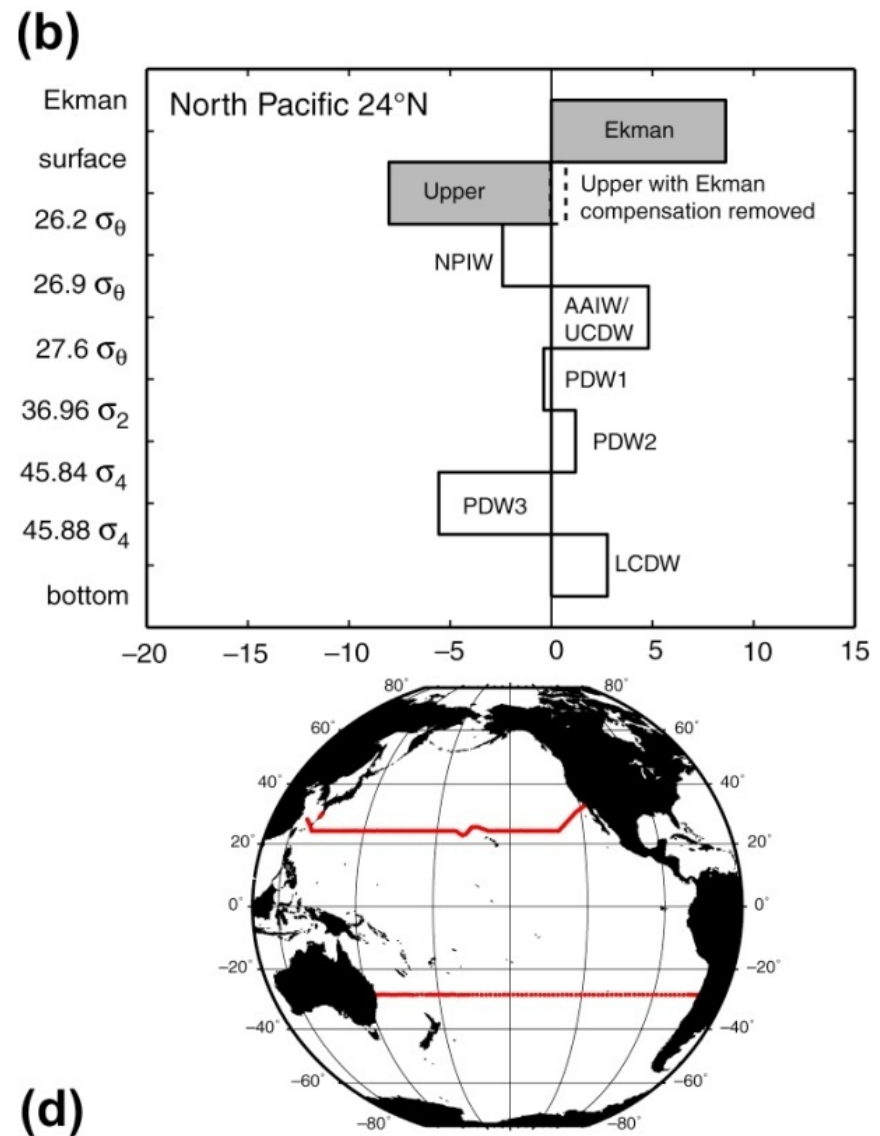 (b)
North Pacific 24°N
Ekman
surface
26.2 σθ
26.9 σθ
27.6 σθ
36.96 σ2
45.84 σ4
45.88 σ4
bottom
Ekman
Upper
Upper with Ekman
compensation removed
NPIW
AAIW/
UCDW
PDW1
PDW2
PDW3
LCDW
−20 −15 −10 −5 0 5 10 15
80° 80°
60° 60°
40° 40°
20° 20°
0° 0°
−20° −20°
−40° −40°
−60° −60°
−80° −80°
(d)